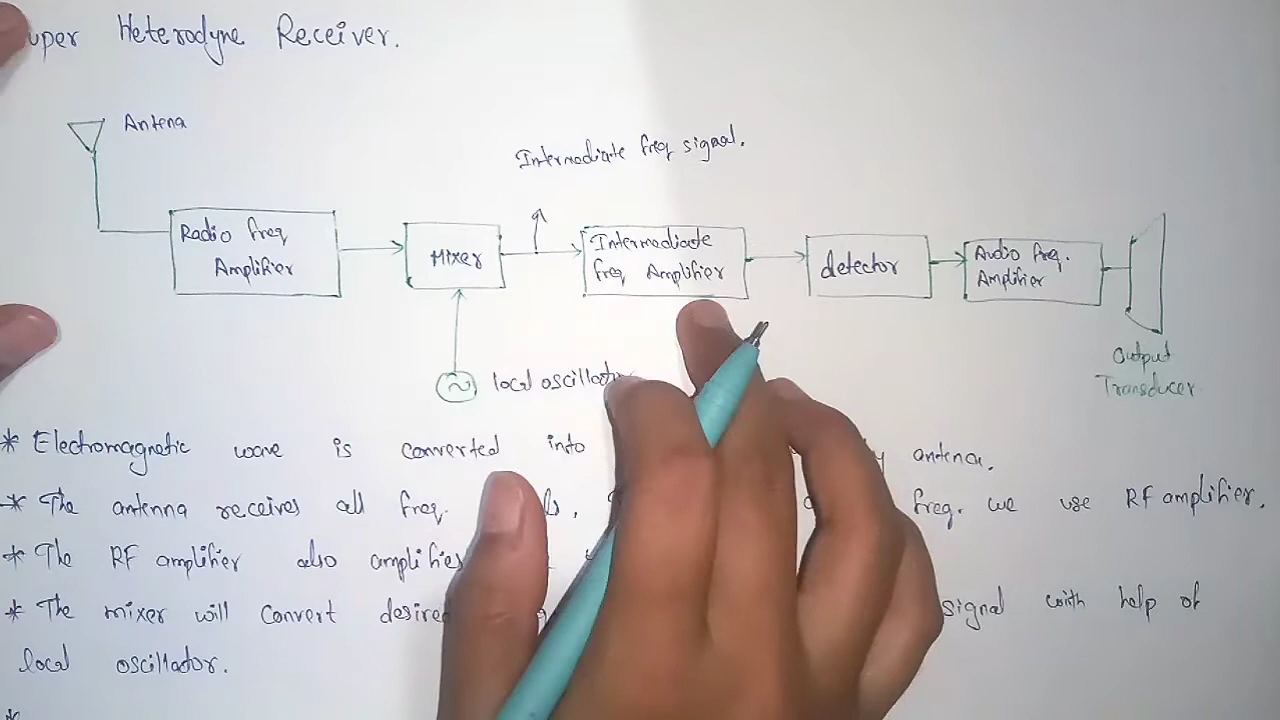 uper Heterodyne Receiver.
Antena
Intermediate freq signal.
Radio freq
Amplifier
Mixer
Intermediate
freq Amplifier
detector
Audio freq.
Amplifier
Output
Transducer
local oscillator
* Electromagnetic wave is converted into antenna.
* The antenna receives all freq. freq. we use RF amplifier.
* The RF amplifier also amplifies
* The mixer will convert desired signal with help of
local oscillator.
*